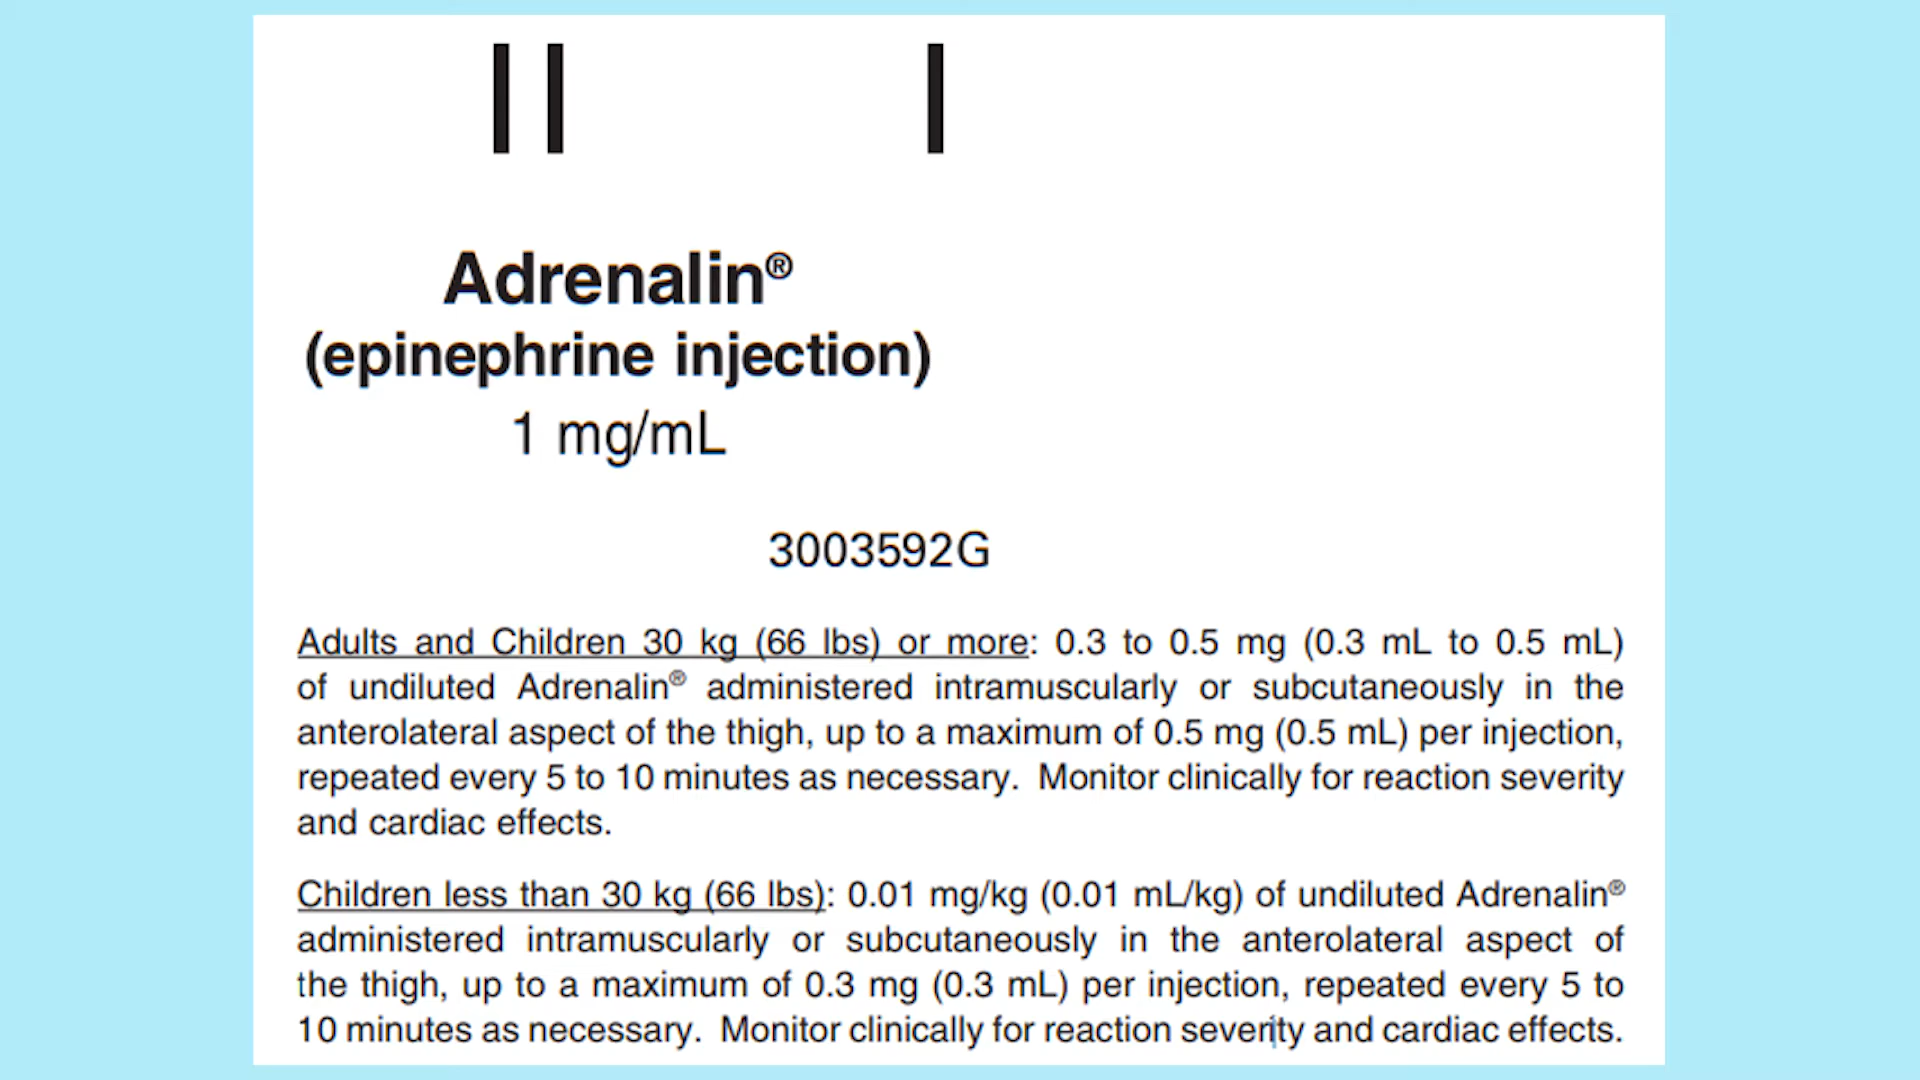 Adrenalin®
(epinephrine injection)
1 mg/mL
3003592G
Adults and Children 30 kg (66 lbs) or more: 0.3 to 0.5 mg (0.3 mL to 0.5 mL)
of undiluted Adrenalin® administered intramuscularly or subcutaneously in the
anterolateral aspect of the thigh, up to a maximum of 0.5 mg (0.5 mL) per injection,
repeated every 5 to 10 minutes as necessary. Monitor clinically for reaction severity
and cardiac effects.
Children less than 30 kg (66 lbs): 0.01 mg/kg (0.01 mL/kg) of undiluted Adrenalin®
administered intramuscularly or subcutaneously in the anterolateral aspect of
the thigh, up to a maximum of 0.3 mg (0.3 mL) per injection, repeated every 5 to
10 minutes as necessary. Monitor clinically for reaction severity and cardiac effects.